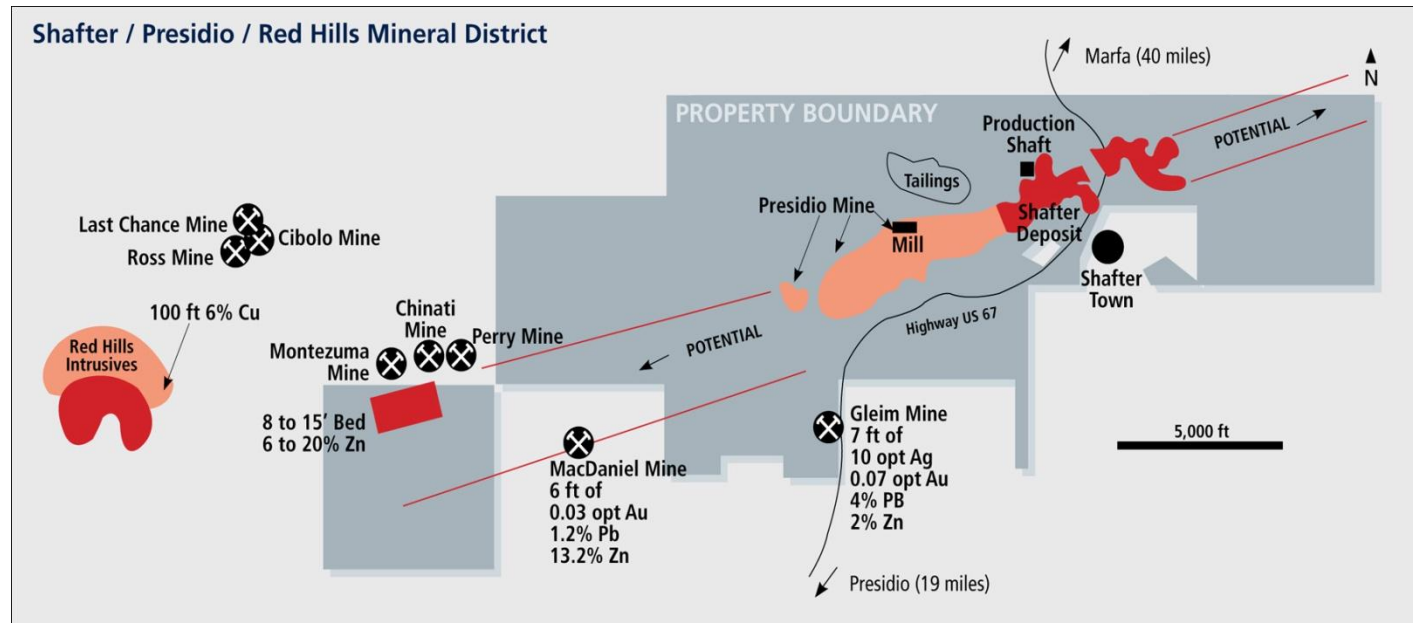 Shafter / Presidio / Red Hills Mineral District
Marfa (40 miles)
N
PROPERTY BOUNDARY
Production
Shaft
POTENTIAL
Tailings
Presidio Mine
Mill
Shafter
Deposit
Shafter
Town
Last Chance Mine
Cibolo Mine
Ross Mine
100 ft 6% Cu
Red Hills
Intrusives
Chinati
Mine
Perry Mine
Montezuma
Mine
POTENTIAL
Highway US 67
8 to 15’ Bed
6 to 20% Zn
MacDaniel Mine
6 ft of
0.03 opt Au
1.2% Pb
13.2% Zn
Gleim Mine
7 ft of
10 opt Ag
0.07 opt Au
4% PB
2% Zn
5,000 ft
Presidio (19 miles)